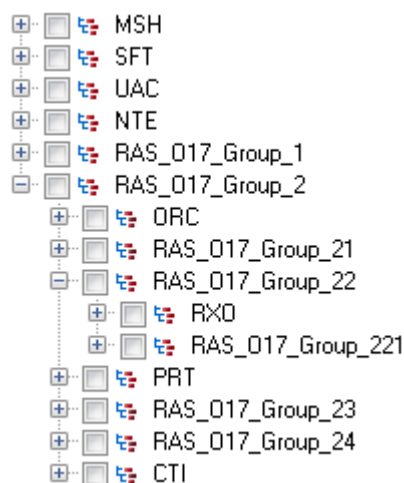 MSH
SFT
UAC
NTE
RAS_O17_Group_1
RAS_O17_Group_2
ORC
RAS_O17_Group_21
RAS_O17_Group_22
RXO
RAS_O17_Group_221
PRT
RAS_O17_Group_23
RAS_O17_Group_24
CTI